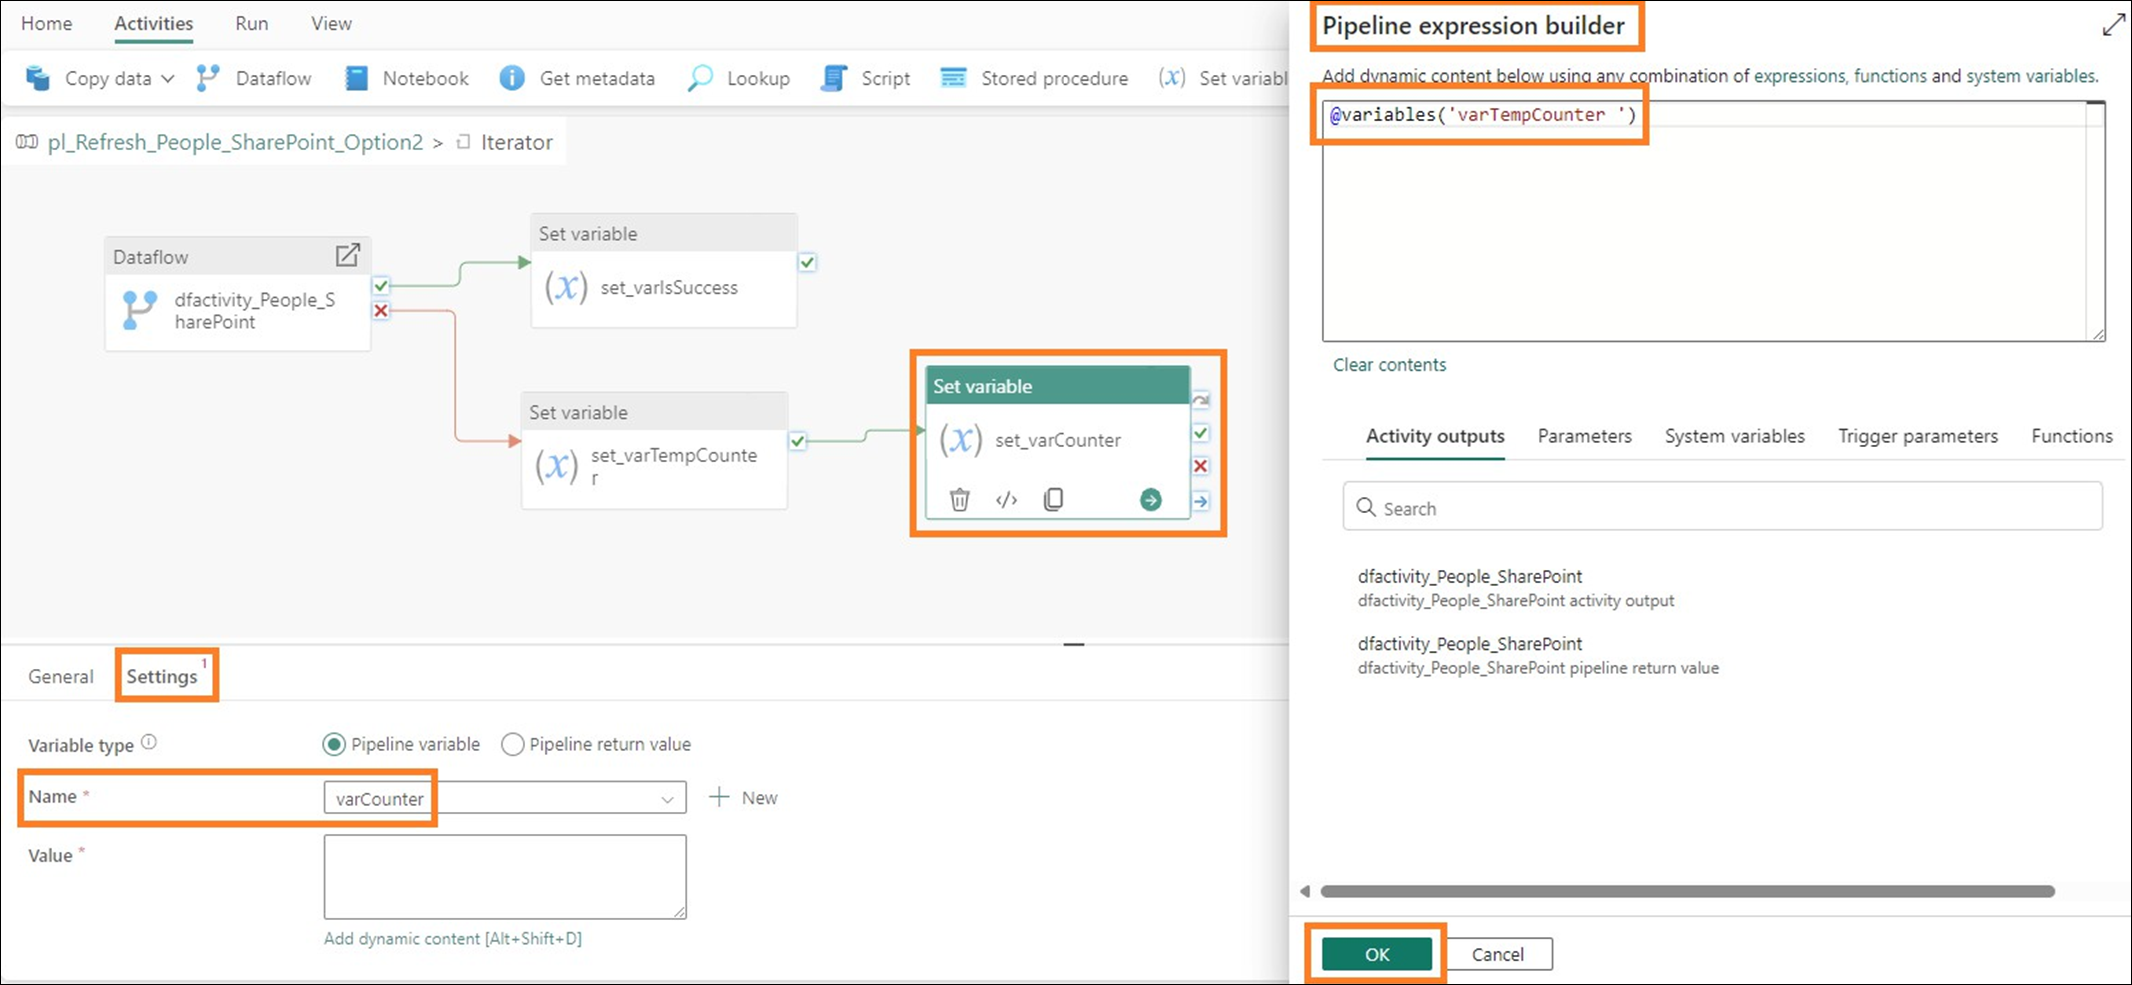 Home Activities Run View
Copy data Dataflow Notebook Get metadata Lookup Script Stored procedure (x) Set variabl
pl_Refresh_People_SharePoint_Option2 > Iterator
Dataflow
dfactivity_People_S
harePoint
Set variable
(x) set_varIsSuccess
Set variable
(x) set_varTempCounte
r
Set variable
(x) set_varCounter
</>
General Settings 1
Variable type Pipeline variable Pipeline return value
Name * varCounter + New
Value *
Add dynamic content [Alt+Shift+D]
Pipeline expression builder
Add dynamic content below using any combination of expressions, functions and system variables.
@variables('varTempCounter ')
Clear contents
Activity outputs Parameters System variables Trigger parameters Functions
Search
dfactivity_People_SharePoint
dfactivity_People_SharePoint activity output
dfactivity_People_SharePoint
dfactivity_People_SharePoint pipeline return value
OK Cancel